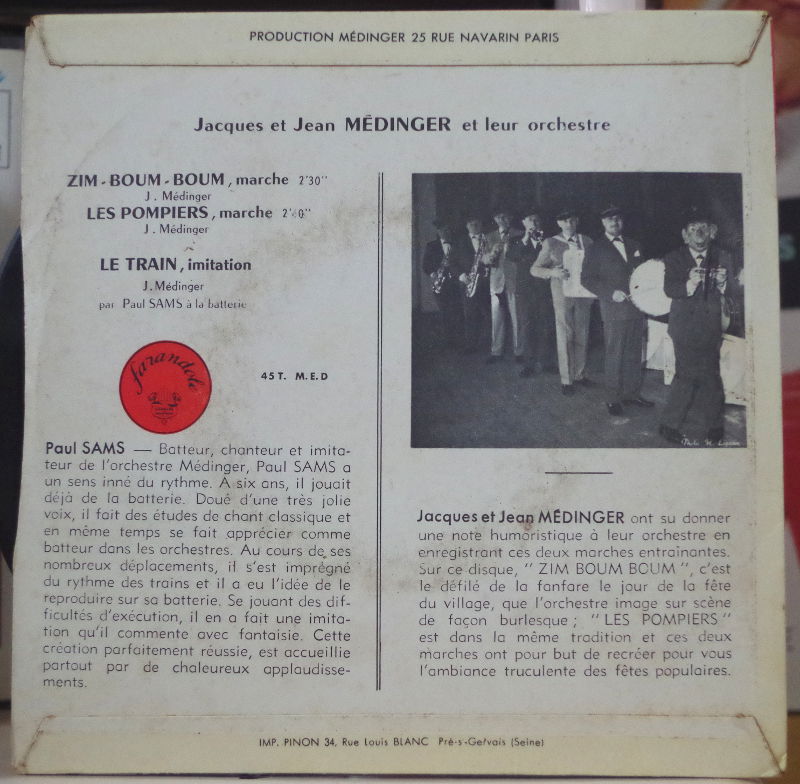 PRODUCTION MÉDINGER 25 RUE NAVARIN PARIS
Jacques et Jean MÉDINGER et leur orchestre
ZIM-BOUM-BOUM, marche 2'30"
J. Médinger
LES POMPIERS, marche
J. Médinger
LE TRAIN, imitation
J. Médinger
par Paul SAMS à la batterie
farandole
45 T. M.E.D
Paul SAMS — Batteur, chanteur et imita-
teur de l'orchestre Médinger, Paul SAMS a
un sens inné du rythme. A six ans, il jouait
déjà de la batterie. Doué d'une très jolie
voix, il fait des études de chant classique et
en même temps se fait apprécier comme
batteur dans les orchestres. Au cours de ses
nombreux déplacements, il s'est imprégné
du rythme des trains et il a eu l'idée de le
reproduire sur sa batterie. Se jouant des dif-
ficultés d'exécution, il en a fait une imita-
tion qu'il commente avec fantaisie. Cette
création parfaitement réussie, est accueillie
partout par de chaleureux applaudisse-
ments.
Jacques et Jean MÉDINGER ont su donner
une note humoristique à leur orchestre en
enregistrant ces deux marches entraînantes.
Sur ce disque, "ZIM BOUM BOUM", c'est
le défilé de la fanfare le jour de la fête
du village, que l'orchestre image sur scène
de façon burlesque ; "LES POMPIERS"
est dans la même tradition et ces deux
marches ont pour but de recréer pour vous
l'ambiance truculente des fêtes populaires.
IMP. PINON 34, Rue Louis BLANC Pré-s-Gervais (Seine)